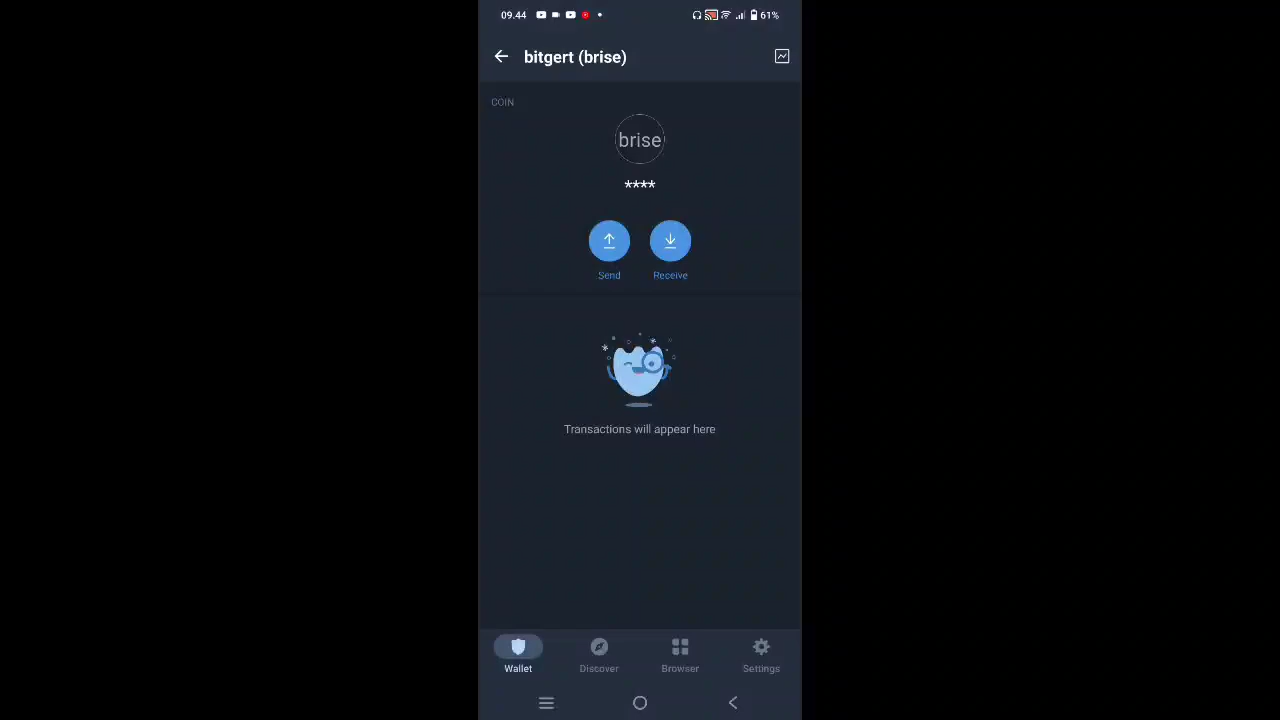 09.44 61%
bitgert (brise)
COIN
brise
****
Send Receive
Transactions will appear here
Wallet Discover Browser Settings